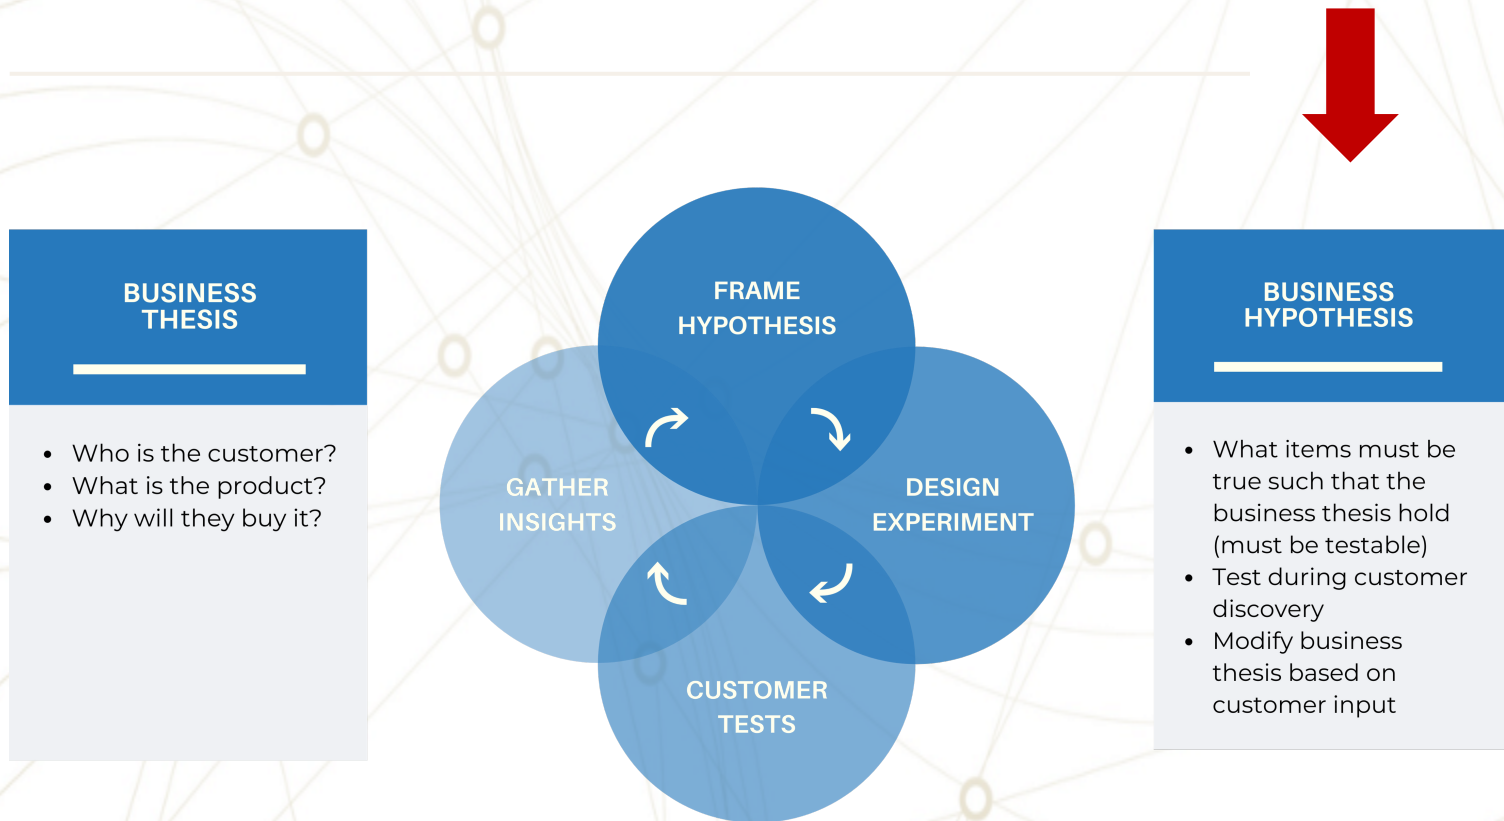 BUSINESS
THESIS
• Who is the customer?
• What is the product?
• Why will they buy it?
FRAME
HYPOTHESIS
GATHER
INSIGHTS
DESIGN
EXPERIMENT
CUSTOMER
TESTS
BUSINESS
HYPOTHESIS
• What items must be
true such that the
business thesis hold
(must be testable)
• Test during customer
discovery
• Modify business
thesis based on
customer input